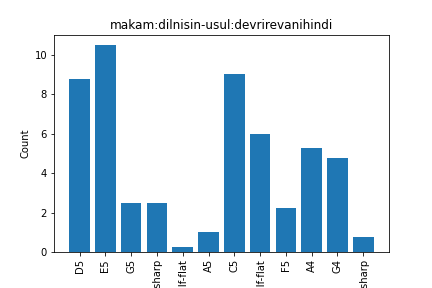 makam:dilnisin-usul:devrirevanihindi
10
8
6
4
2
0
Count
D5
E5
G5
sharp
lf-flat
A5
C5
lf-flat
F5
A4
G4
sharp